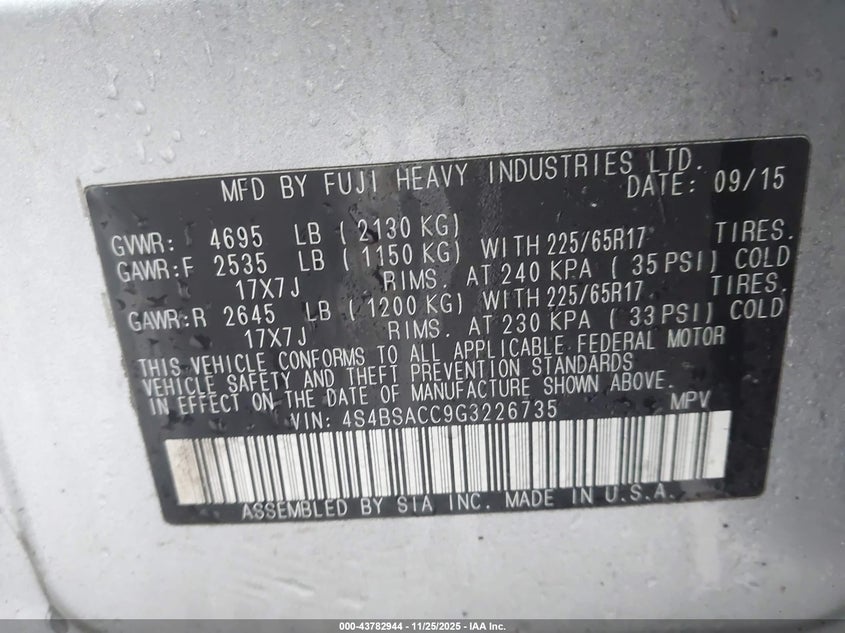 MFD BY FUJI HEAVY INDUSTRIES LTD.
DATE: 09/15
GVWR: 4695 LB ( 2130 KG)
GAWR:F 2535 LB ( 1150 KG) WITH 225/65R17 TIRES.
17X7J RIMS. AT 240 KPA ( 35 PSI) COLD
GAWR:R 2645 LB ( 1200 KG) WITH 225/65R17 TIRES.
17X7J RIMS. AT 230 KPA ( 33 PSI) COLD
THIS VEHICLE CONFORMS TO ALL APPLICABLE FEDERAL MOTOR
VEHICLE SAFETY AND THEFT PREVENTION STANDARDS
IN EFFECT ON THE DATE OF MANUFACTURE SHOWN ABOVE.
VIN: 4S4BSACC9G3226735 MPV
ASSEMBLED BY SIA INC. MADE IN U.S.A.
000-43782944 - 11/25/2025 - IAA Inc.